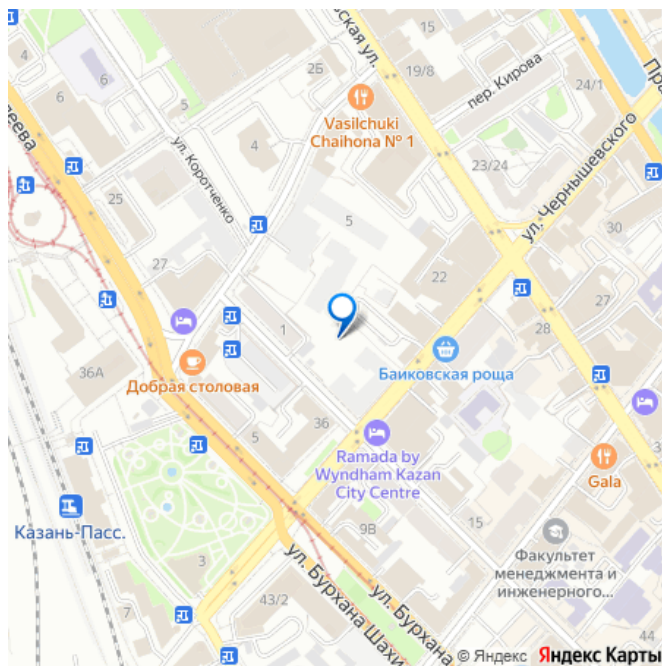 4
6
6
5
2Б
вская ул.
19/8
пер. Кирова
24/1
Vasilchuki
Chaihona № 1
4
23/24
ул. Чернышевского
ул. Коротченко
25
5
30
27
22
27
28
1
36А
Добрая столовая
Баиковская роща
5
36
Ramada by
Wyndham Kazan
City Centre
Gala
Казань-Пасс.
15
9В
Факультет
менеджмента и
инженерного...
3
7
43/2
15
44
ул. Бурхана Шахи
ул. Бурхана
© Яндекс Яндекс Карты